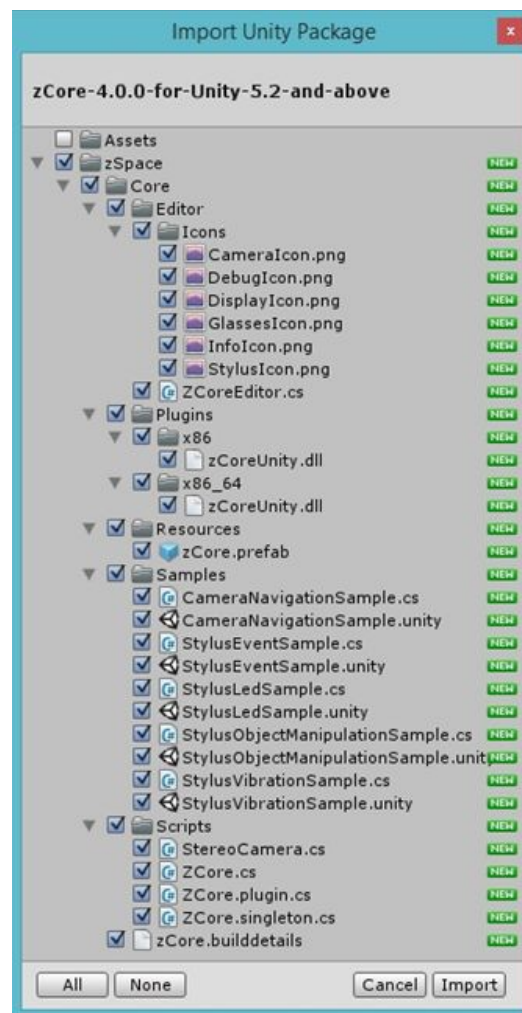 Import Unity Package
x
zCore-4.0.0-for-Unity-5.2-and-above
Assets
zSpace NEW
Core NEW
Editor NEW
Icons NEW
CameraIcon.png NEW
DebugIcon.png NEW
DisplayIcon.png NEW
GlassesIcon.png NEW
InfoIcon.png NEW
StylusIcon.png NEW
ZCoreEditor.cs NEW
Plugins NEW
x86 NEW
zCoreUnity.dll NEW
x86_64 NEW
zCoreUnity.dll NEW
Resources NEW
zCore.prefab NEW
Samples NEW
CameraNavigationSample.cs NEW
CameraNavigationSample.unity NEW
StylusEventSample.cs NEW
StylusEventSample.unity NEW
StylusLedSample.cs NEW
StylusLedSample.unity NEW
StylusObjectManipulationSample.cs NEW
StylusObjectManipulationSample.unit NEW
StylusVibrationSample.cs NEW
StylusVibrationSample.unity NEW
Scripts NEW
StereoCamera.cs NEW
ZCore.cs NEW
ZCore.plugin.cs NEW
ZCore.singleton.cs NEW
zCore.builddetails NEW
All None Cancel Import